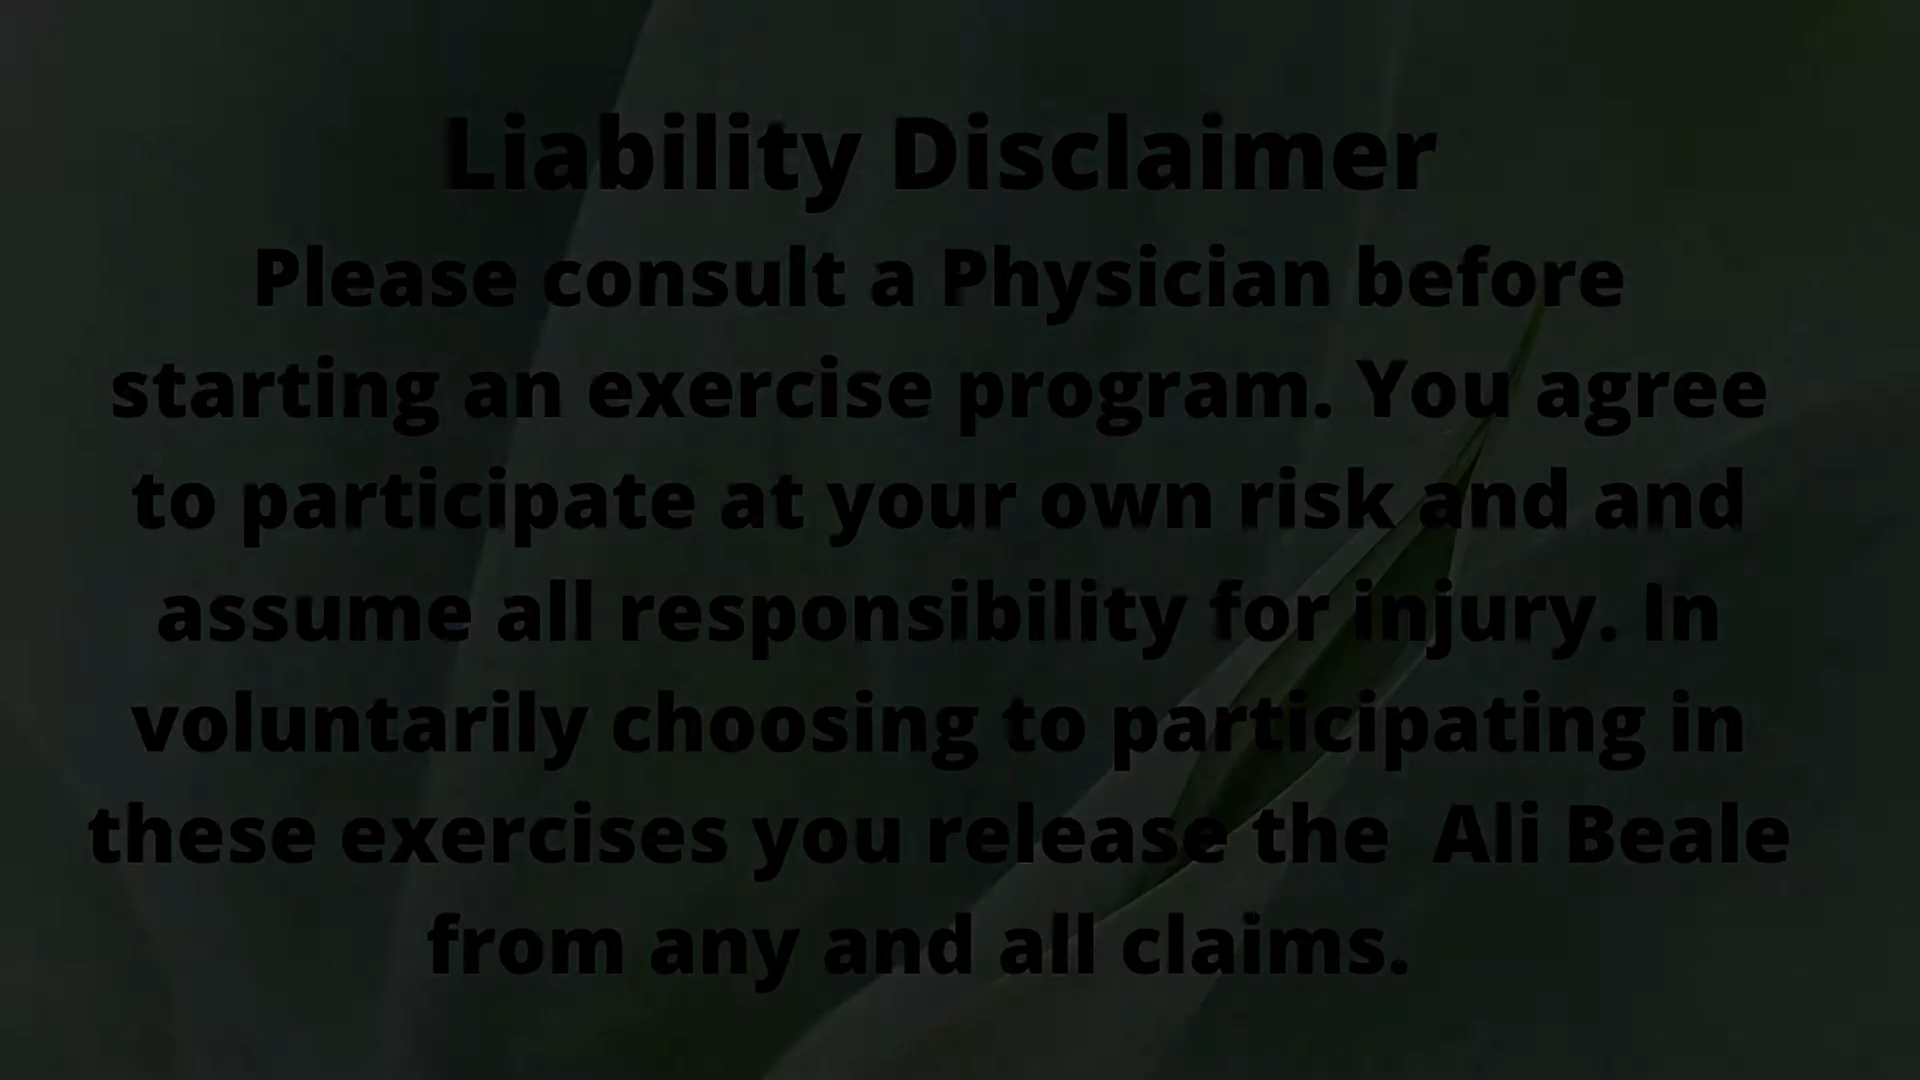 Liability Disclaimer
Please consult a Physician before
starting an exercise program. You agree
to participate at your own risk and and
assume all responsibility for injury. In
voluntarily choosing to participating in
these exercises you release the  Ali Beale
from any and all claims.